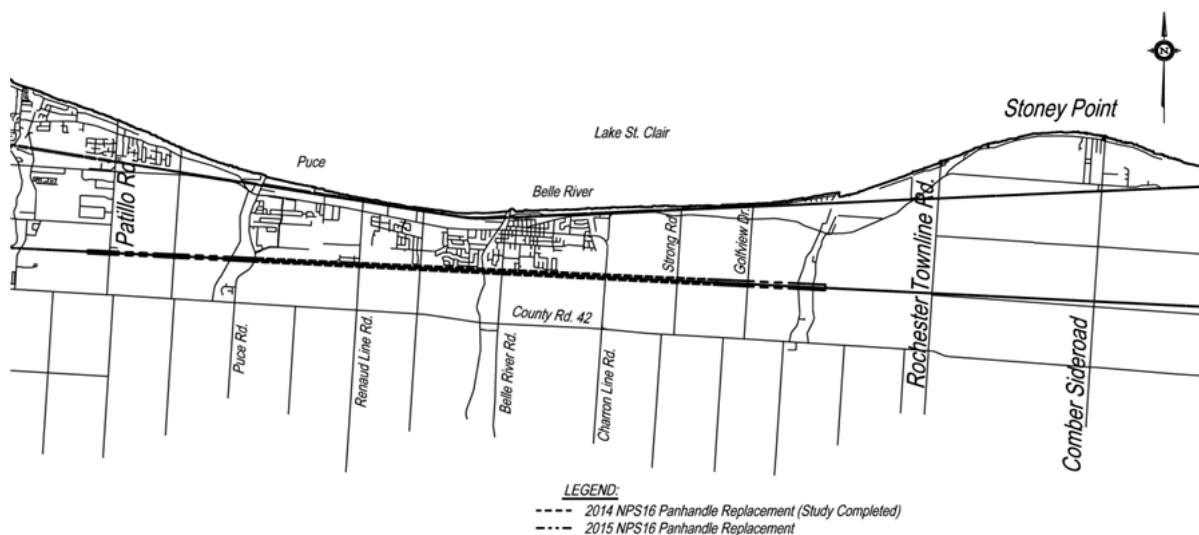 N
Stoney Point
Lake St. Clair
Puce
Belle River
Patillo Rd.
Strong Rd
Golfview Dr.
Rochester Townline Rd.
County Rd. 42
Puce Rd.
Renaud Line Rd.
Belle River Rd.
Charron Line Rd.
Comber Sideroad
LEGEND:
2014 NPS16 Panhandle Replacement (Study Completed)
2015 NPS16 Panhandle Replacement